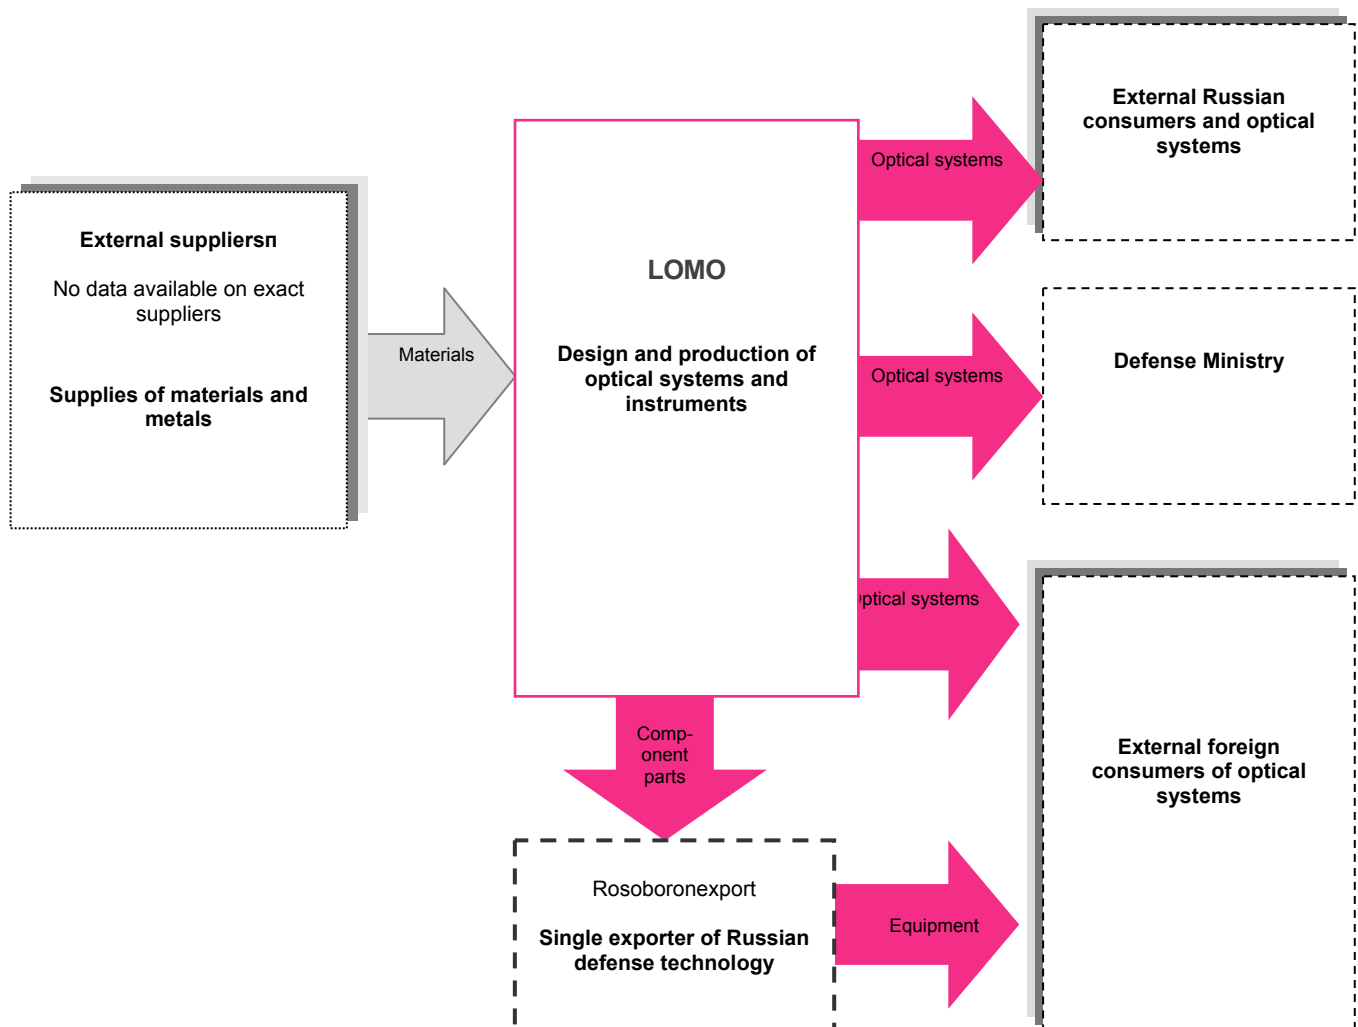 External suppliersп
No data available on exact
suppliers
Supplies of materials and
metals
Materials
LOMO
Design and production of
optical systems and
instruments
Optical systems
External Russian
consumers and optical
systems
Optical systems
Defense Ministry
ptical systems
External foreign
consumers of optical
systems
Comp-
onent
parts
Rosoboronexport
Single exporter of Russian
defense technology
Equipment